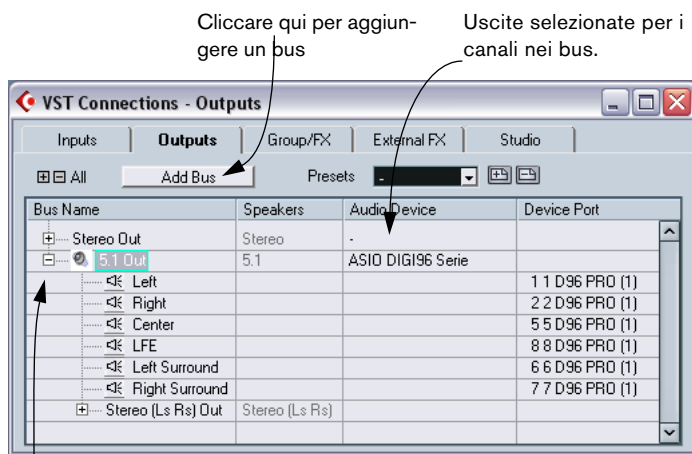 Cliccare qui per aggiun-
gere un bus
Uscite selezionate per i
canali nei bus.
VST Connections - Outputs
Inputs Outputs Group/FX External FX Studio
All Add Bus Presets -
Bus Name Speakers Audio Device Device Port
Stereo Out Stereo -
5.1 Out 5.1 ASIO DIGI96 Serie
Left 1 1 D96 PRO (1)
Right 2 2 D96 PRO (1)
Center 5 5 D96 PRO (1)
LFE 8 8 D96 PRO (1)
Left Surround 6 6 D96 PRO (1)
Right Surround 7 7 D96 PRO (1)
Stereo (Ls Rs) Out Stereo (Ls Rs)